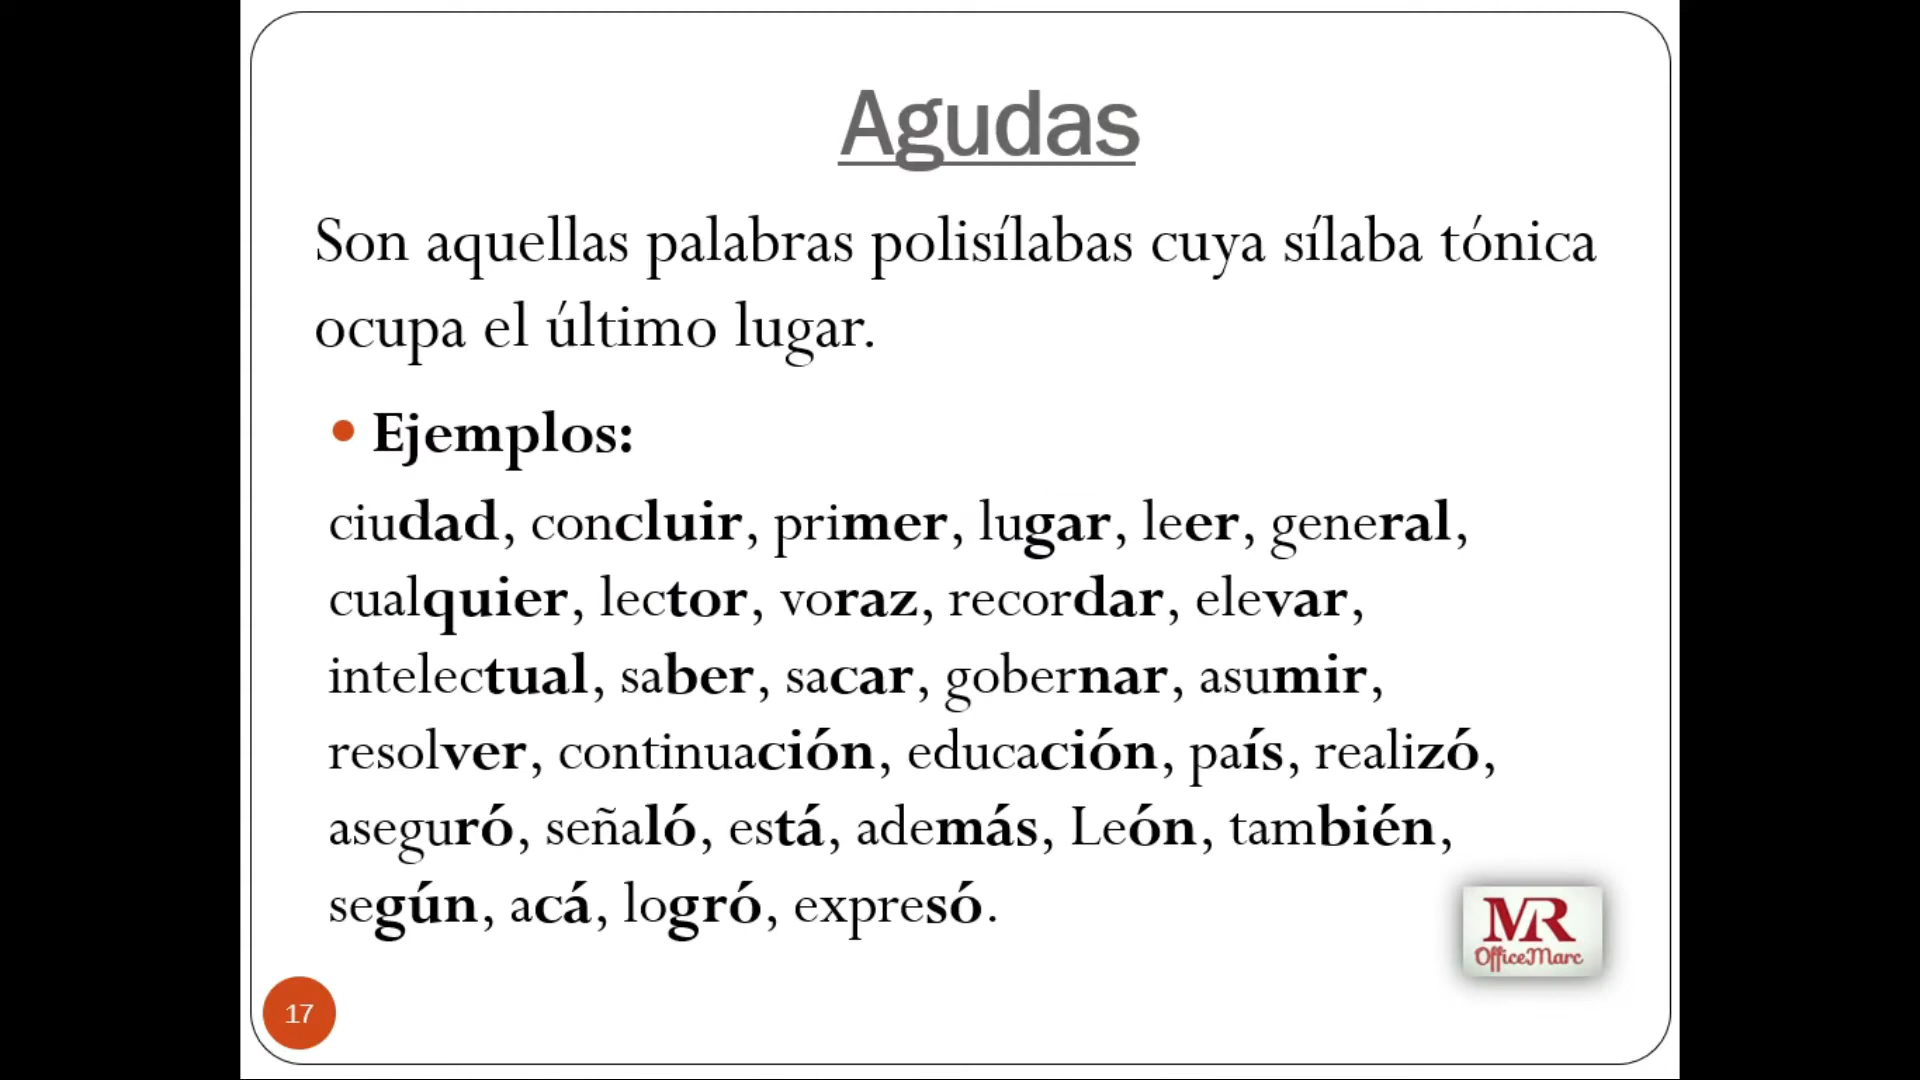 Agudas
Son aquellas palabras polisílabas cuya sílaba tónica
ocupa el último lugar.
• Ejemplos:
ciudad, concluir, primer, lugar, leer, general,
cualquier, lector, voraz, recordar, elevar,
intelectual, saber, sacar, gobernar, asumir,
resolver, continuación, educación, país, realizó,
aseguró, señaló, está, además, León, también,
según, acá, logró, expresó.
MR
OfficeMarc
17